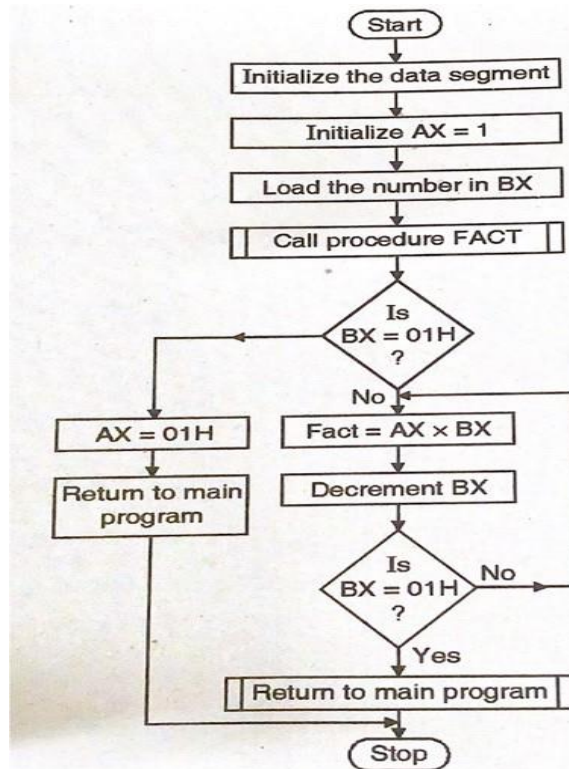 Start
Initialize the data segment
Initialize AX = 1
Load the number in BX
Call procedure FACT
Is
BX = 01H
?
No
AX = 01H
Fact = AX × BX
Return to main
program
Decrement BX
Is
BX = 01H
?
No
Yes
Return to main program
Stop